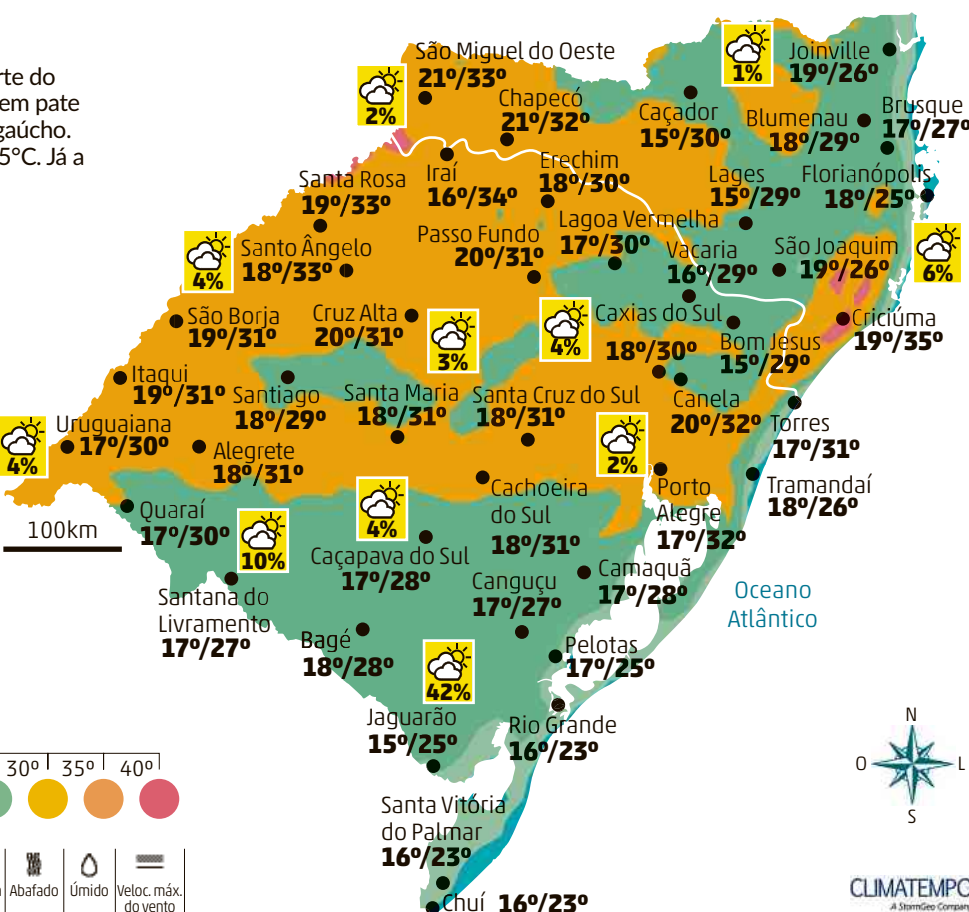 rte do
em pate
gaúcho.
5°C. Já a
São Miguel do Oeste
21º/33º
2%
Chapecó
21º/32º
1%
Joinville
19º/26º
Caçador
15º/30º
Blumenau
18º/29º
Brusque
17º/27º
Iraí
16º/34º
Erechim
18º/30º
Santa Rosa
19º/33º
Lages
15º/29º
Florianópolis
18º/25º
Lagoa Vermelha
17º/30º
Passo Fundo
20º/31º
Santo Ângelo
18º/33º
4%
Vacaria
16º/29º
São Joaquim
19º/26º
6%
São Borja
19º/31º
Cruz Alta
20º/31º
3%
4%
Caxias do Sul
18º/30º
Bom Jesus
15º/29º
Criciúma
19º/35º
Itaqui
19º/31º
Santiago
18º/29º
Santa Maria
18º/31º
Santa Cruz do Sul
18º/31º
Canela
20º/32º
Torres
17º/31º
4%
Uruguaiana
17º/30º
Alegrete
18º/31º
2%
Tramandaí
18º/26º
Porto
Alegre
17º/32º
Cachoeira
do Sul
18º/31º
Quaraí
17º/30º
100km
10%
4%
Caçapava do Sul
17º/28º
Camaquã
17º/28º
Canguçu
17º/27º
Oceano
Atlântico
Santana do
Livramento
17º/27º
Bagé
18º/28º
Pelotas
17º/25º
42%
Jaguarão
15º/25º
Rio Grande
16º/23º
N
O
L
S
30º 35º 40º
Santa Vitória
do Palmar
16º/23º
Abafado
Úmido
Veloc. máx.
do vento
Chuí 16º/23º
CLIMATEMPO
A StormGeo Company